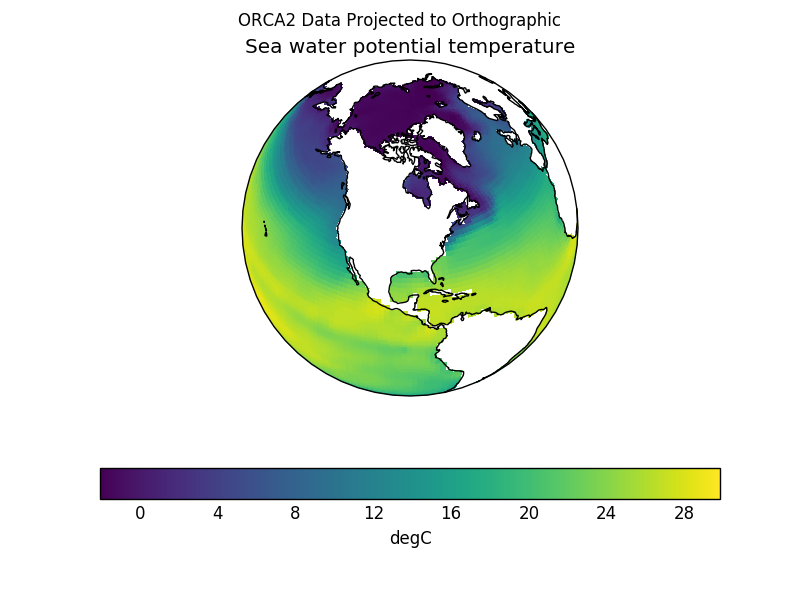 ORCA2 Data Projected to Orthographic
Sea water potential temperature
0 4 8 12 16 20 24 28
degC